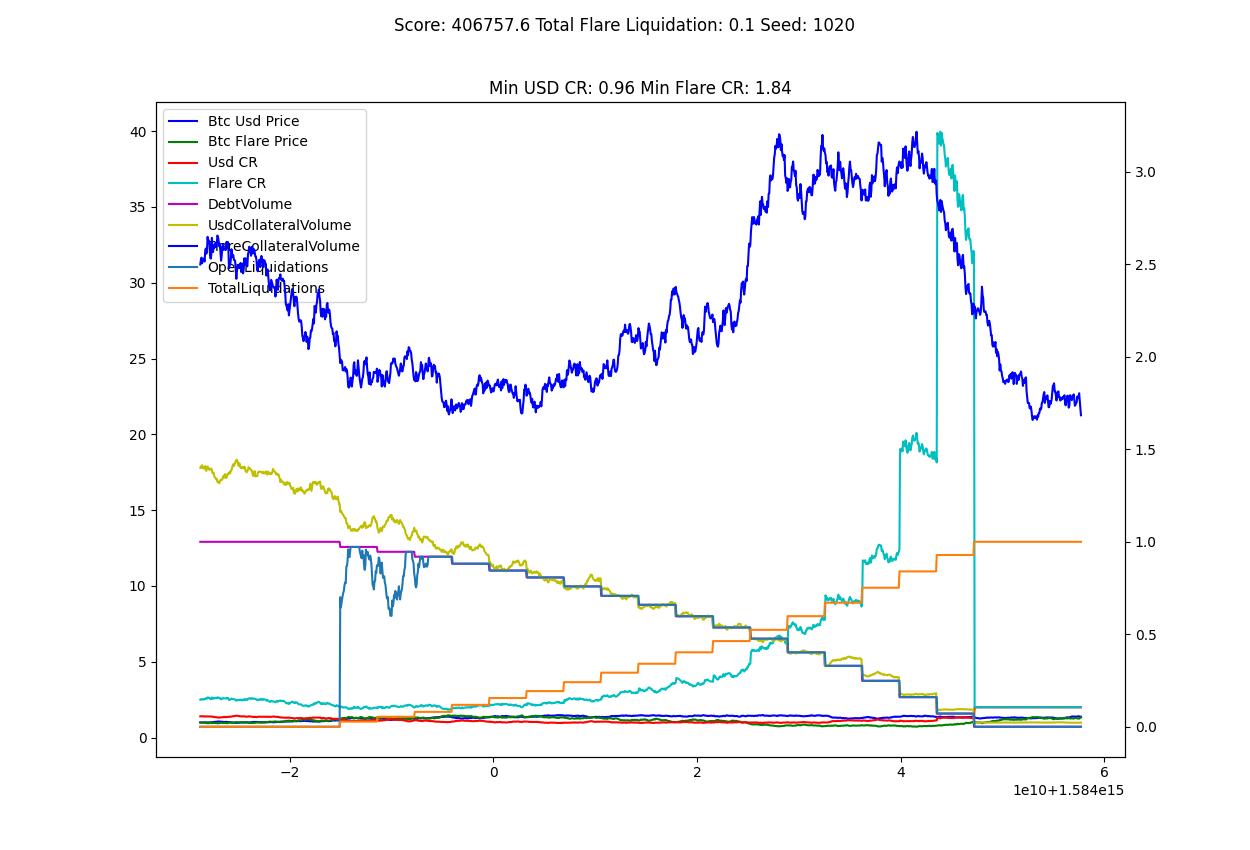 Score: 406757.6 Total Flare Liquidation: 0.1 Seed: 1020
Min USD CR: 0.96 Min Flare CR: 1.84
Btc Usd Price
Btc Flare Price
Usd CR
Flare CR
DebtVolume
UsdCollateralVolume
FlareCollateralVolume
OpenLiquidations
TotalLiquidations
40
35
30
25
20
15
10
5
0
3.0
2.5
2.0
1.5
1.0
0.5
0.0
−2
0
2
4
6
1e10+1.584e15